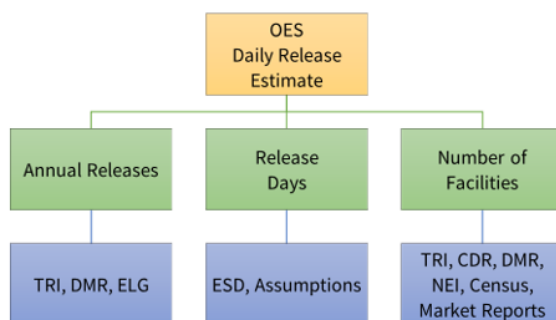 OES
Daily Release
Estimate
Annual Releases
Release
Days
Number of
Facilities
TRI, DMR, ELG
ESD, Assumptions
TRI, CDR, DMR,
NEI, Census,
Market Reports